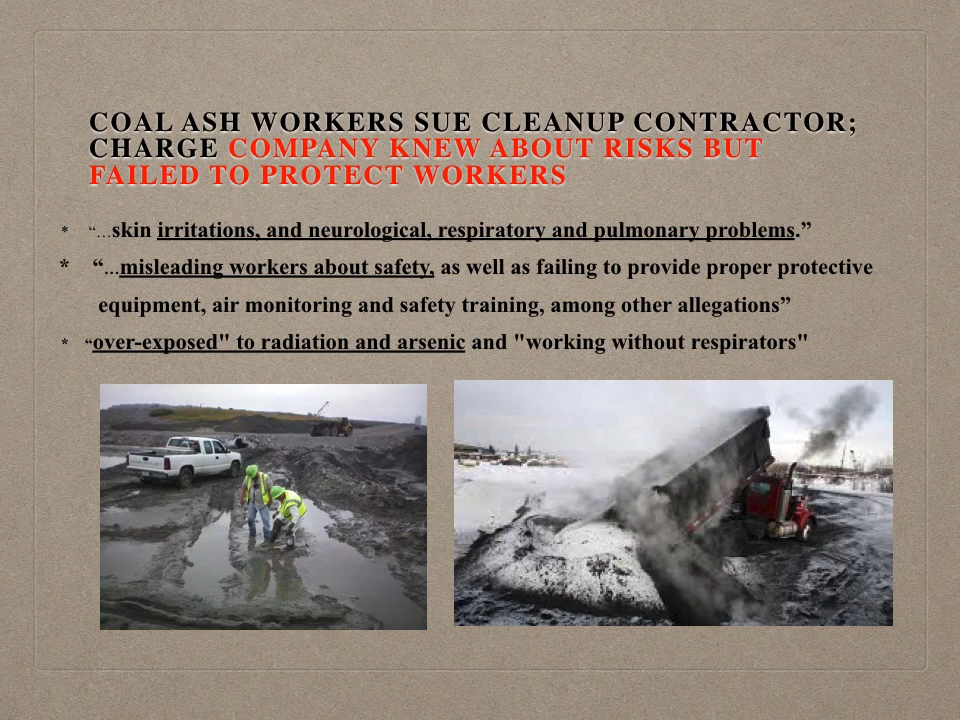 COAL ASH WORKERS SUE CLEANUP CONTRACTOR;
CHARGE COMPANY KNEW ABOUT RISKS BUT
FAILED TO PROTECT WORKERS
* “…skin irritations, and neurological, respiratory and pulmonary problems.”
* “...misleading workers about safety, as well as failing to provide proper protective
equipment, air monitoring and safety training, among other allegations”
* “over-exposed" to radiation and arsenic and "working without respirators"